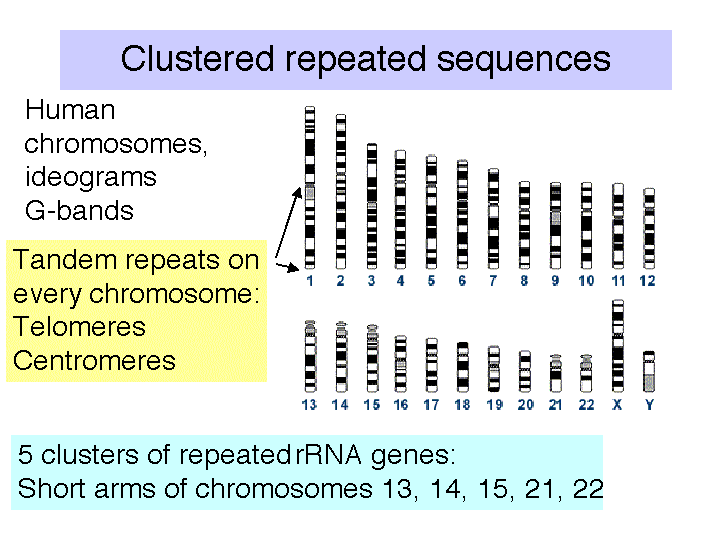 Clustered repeated sequences
Human
chromosomes,
ideograms
G-bands
Tandem repeats on
every chromosome:
Telomeres
Centromeres
1 2 3 4 5 6 7 8 9 10 11 12
13 14 15 16 17 18 19 20 21 22 X Y
5 clusters of repeated rRNA genes:
Short arms of chromosomes 13, 14, 15, 21, 22